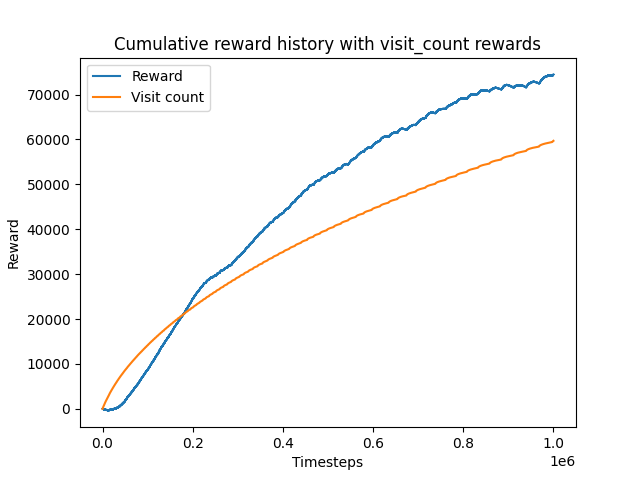 Cumulative reward history with visit_count rewards
Reward
Visit count
70000
60000
50000
40000
30000
20000
10000
0
Reward
0.0 0.2 0.4 0.6 0.8 1.0
1e6
Timesteps